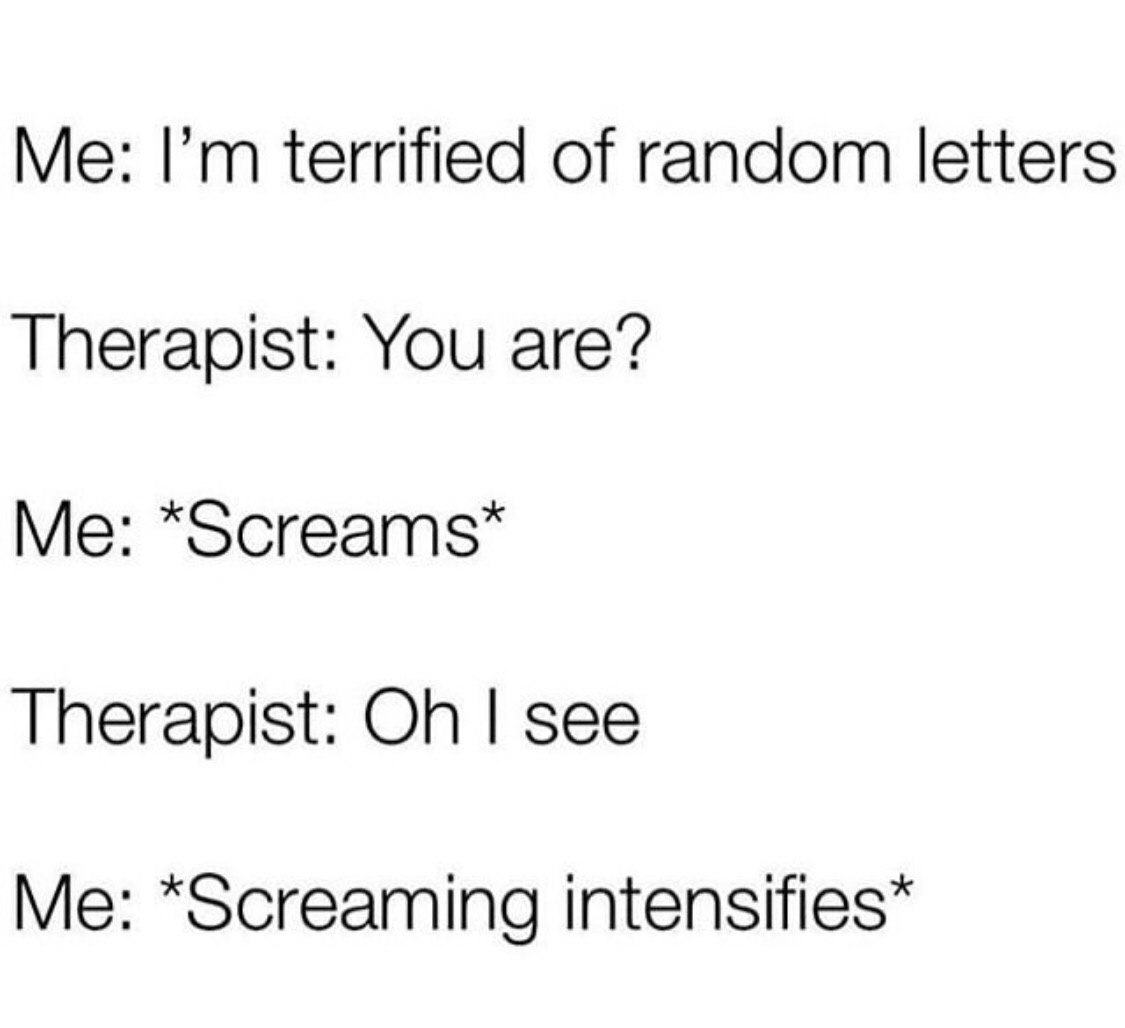 Me: I’m terrified of random letters
Therapist: You are?
Me: *Screams*
Therapist: Oh I see
Me: *Screaming intensifies*